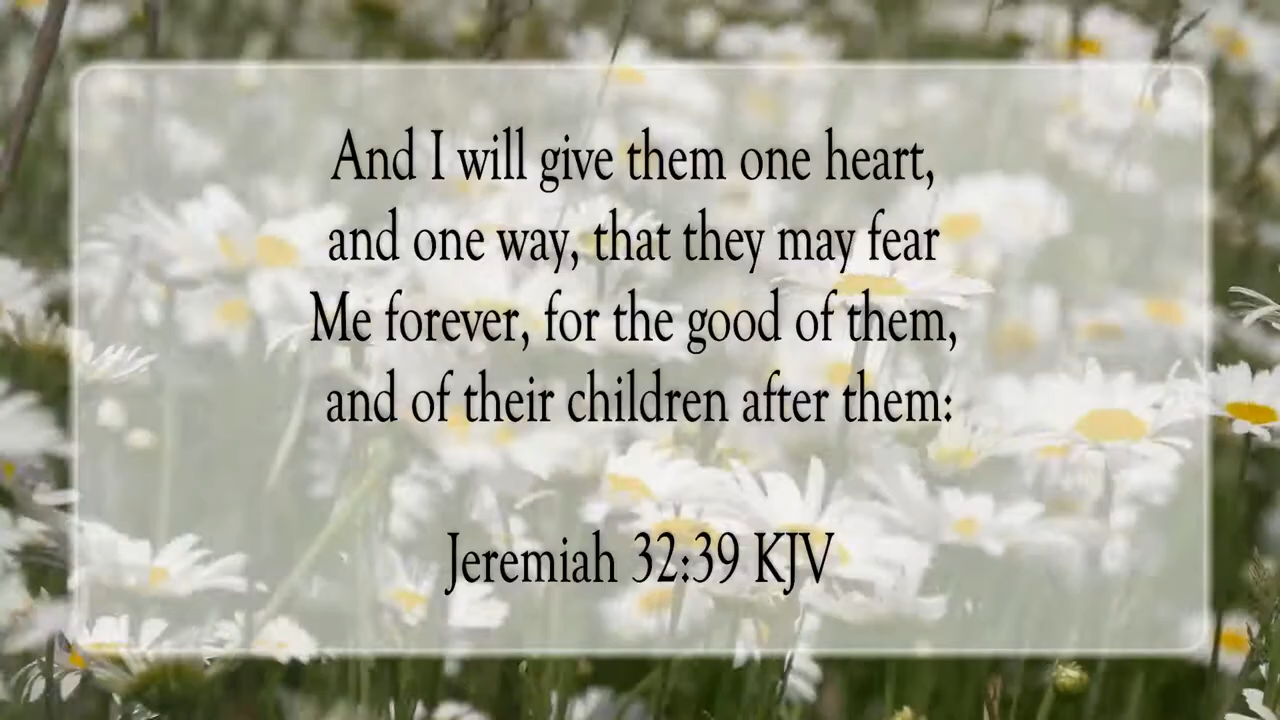 And I will give them one heart,
and one way, that they may fear
Me forever, for the good of them,
and of their children after them:
Jeremiah 32:39 KJV